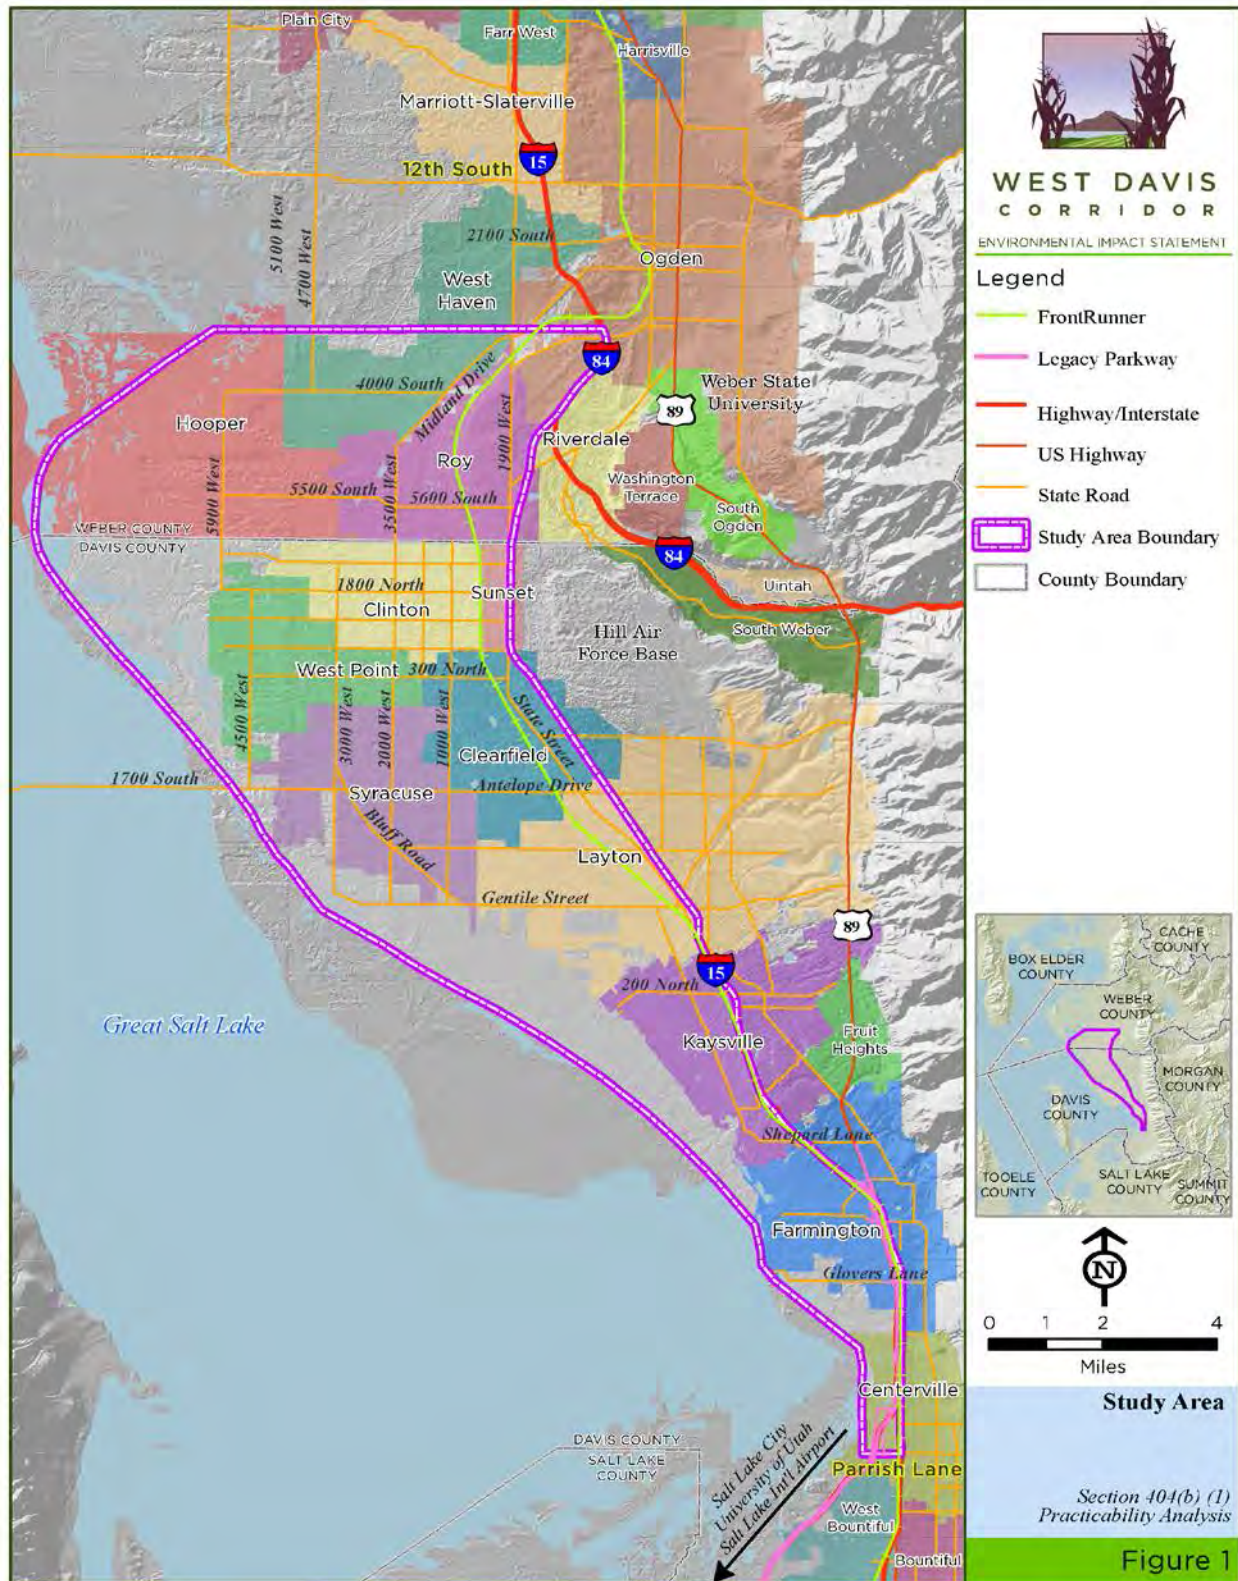 Plain City
Farr West
Harrisville
Marriott-Slaterville
15
12th South
5100 West
4700 West
2100 South
Ogden
West
Haven
84
4000 South
Midland Drive
89
Weber State
University
Hooper
1900 West
Riverdale
Roy
Washington
Terrace
5500 South
5600 South
South
Ogden
5900 West
3500 West
WEBER COUNTY
DAVIS COUNTY
84
1800 North
Sunset
Uintah
Clinton
South Weber
Hill Air
Force Base
West Point
300 North
4500 West
3000 West
2000 West
1000 West
State Street
Clearfield
1700 South
Syracuse
Antelope Drive
Bluff Road
Layton
Gentile Street
89
15
200 North
Great Salt Lake
Kaysville
Fruit
Heights
Shepard Lane
Farmington
Glovers Lane
Centerville
DAVIS COUNTY
SALT LAKE
COUNTY
Salt Lake City
University of Utah
Salt Lake Int'l Airport
Parrish Lane
West
Bountiful
Bountiful
WEST DAVIS
CORRIDOR
ENVIRONMENTAL IMPACT STATEMENT
Legend
FrontRunner
Legacy Parkway
Highway/Interstate
US Highway
State Road
Study Area Boundary
County Boundary
CACHE
COUNTY
BOX ELDER
COUNTY
WEBER
COUNTY
MORGAN
COUNTY
DAVIS
COUNTY
TOOELE
COUNTY
SALT LAKE
COUNTY
SUMMIT
COUNTY
N
0 1 2 4
Miles
Study Area
Section 404(b) (1)
Practicability Analysis
Figure 1